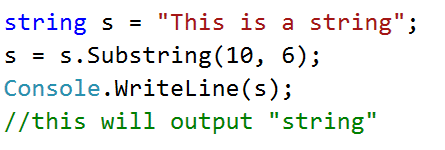 string s = "This is a string";
s = s.Substring(10, 6);
Console.WriteLine(s);
//this will output "string"